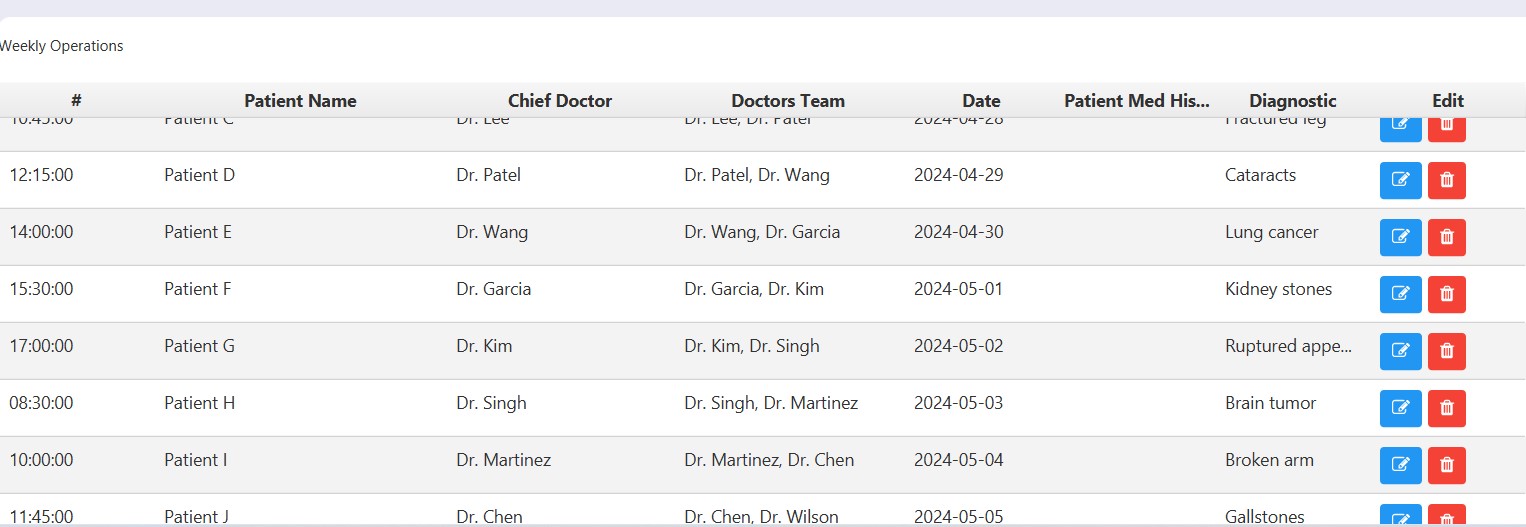 Weekly Operations
# Patient Name Chief Doctor Doctors Team Date Patient Med His... Diagnostic Edit
10:45:00 Patient C Dr. Lee Dr. Lee, Dr. Patel 2024-04-28 Fractured leg
12:15:00 Patient D Dr. Patel Dr. Patel, Dr. Wang 2024-04-29 Cataracts
14:00:00 Patient E Dr. Wang Dr. Wang, Dr. Garcia 2024-04-30 Lung cancer
15:30:00 Patient F Dr. Garcia Dr. Garcia, Dr. Kim 2024-05-01 Kidney stones
17:00:00 Patient G Dr. Kim Dr. Kim, Dr. Singh 2024-05-02 Ruptured appe...
08:30:00 Patient H Dr. Singh Dr. Singh, Dr. Martinez 2024-05-03 Brain tumor
10:00:00 Patient I Dr. Martinez Dr. Martinez, Dr. Chen 2024-05-04 Broken arm
11:45:00 Patient J Dr. Chen Dr. Chen, Dr. Wilson 2024-05-05 Gallstones